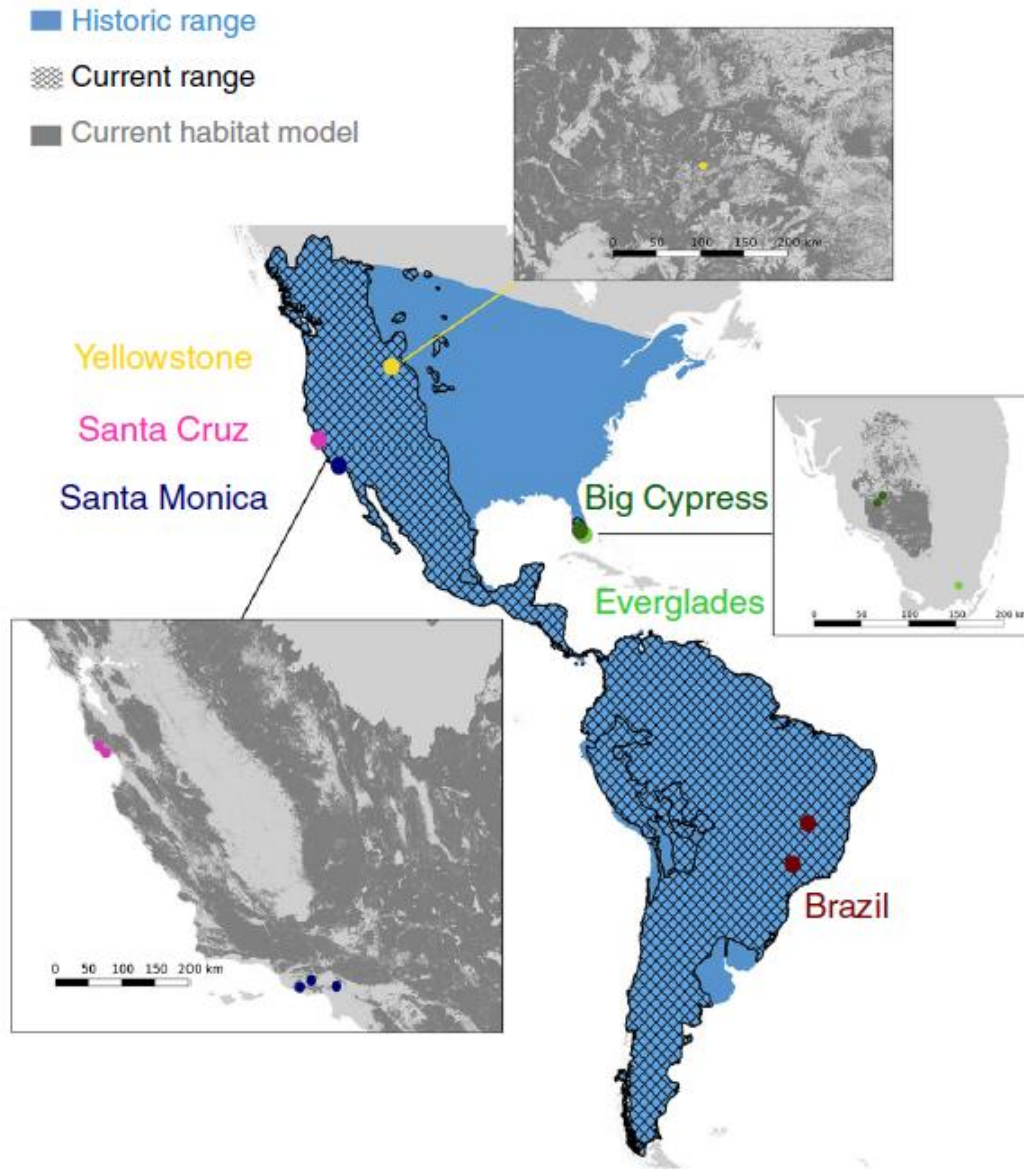 Historic range
Current range
Current habitat model
0 50 100 150 200 km
Yellowstone
Santa Cruz
Santa Monica
Big Cypress
Everglades
0 50 100 150 200 km
0 50 100 150 200 km
Brazil